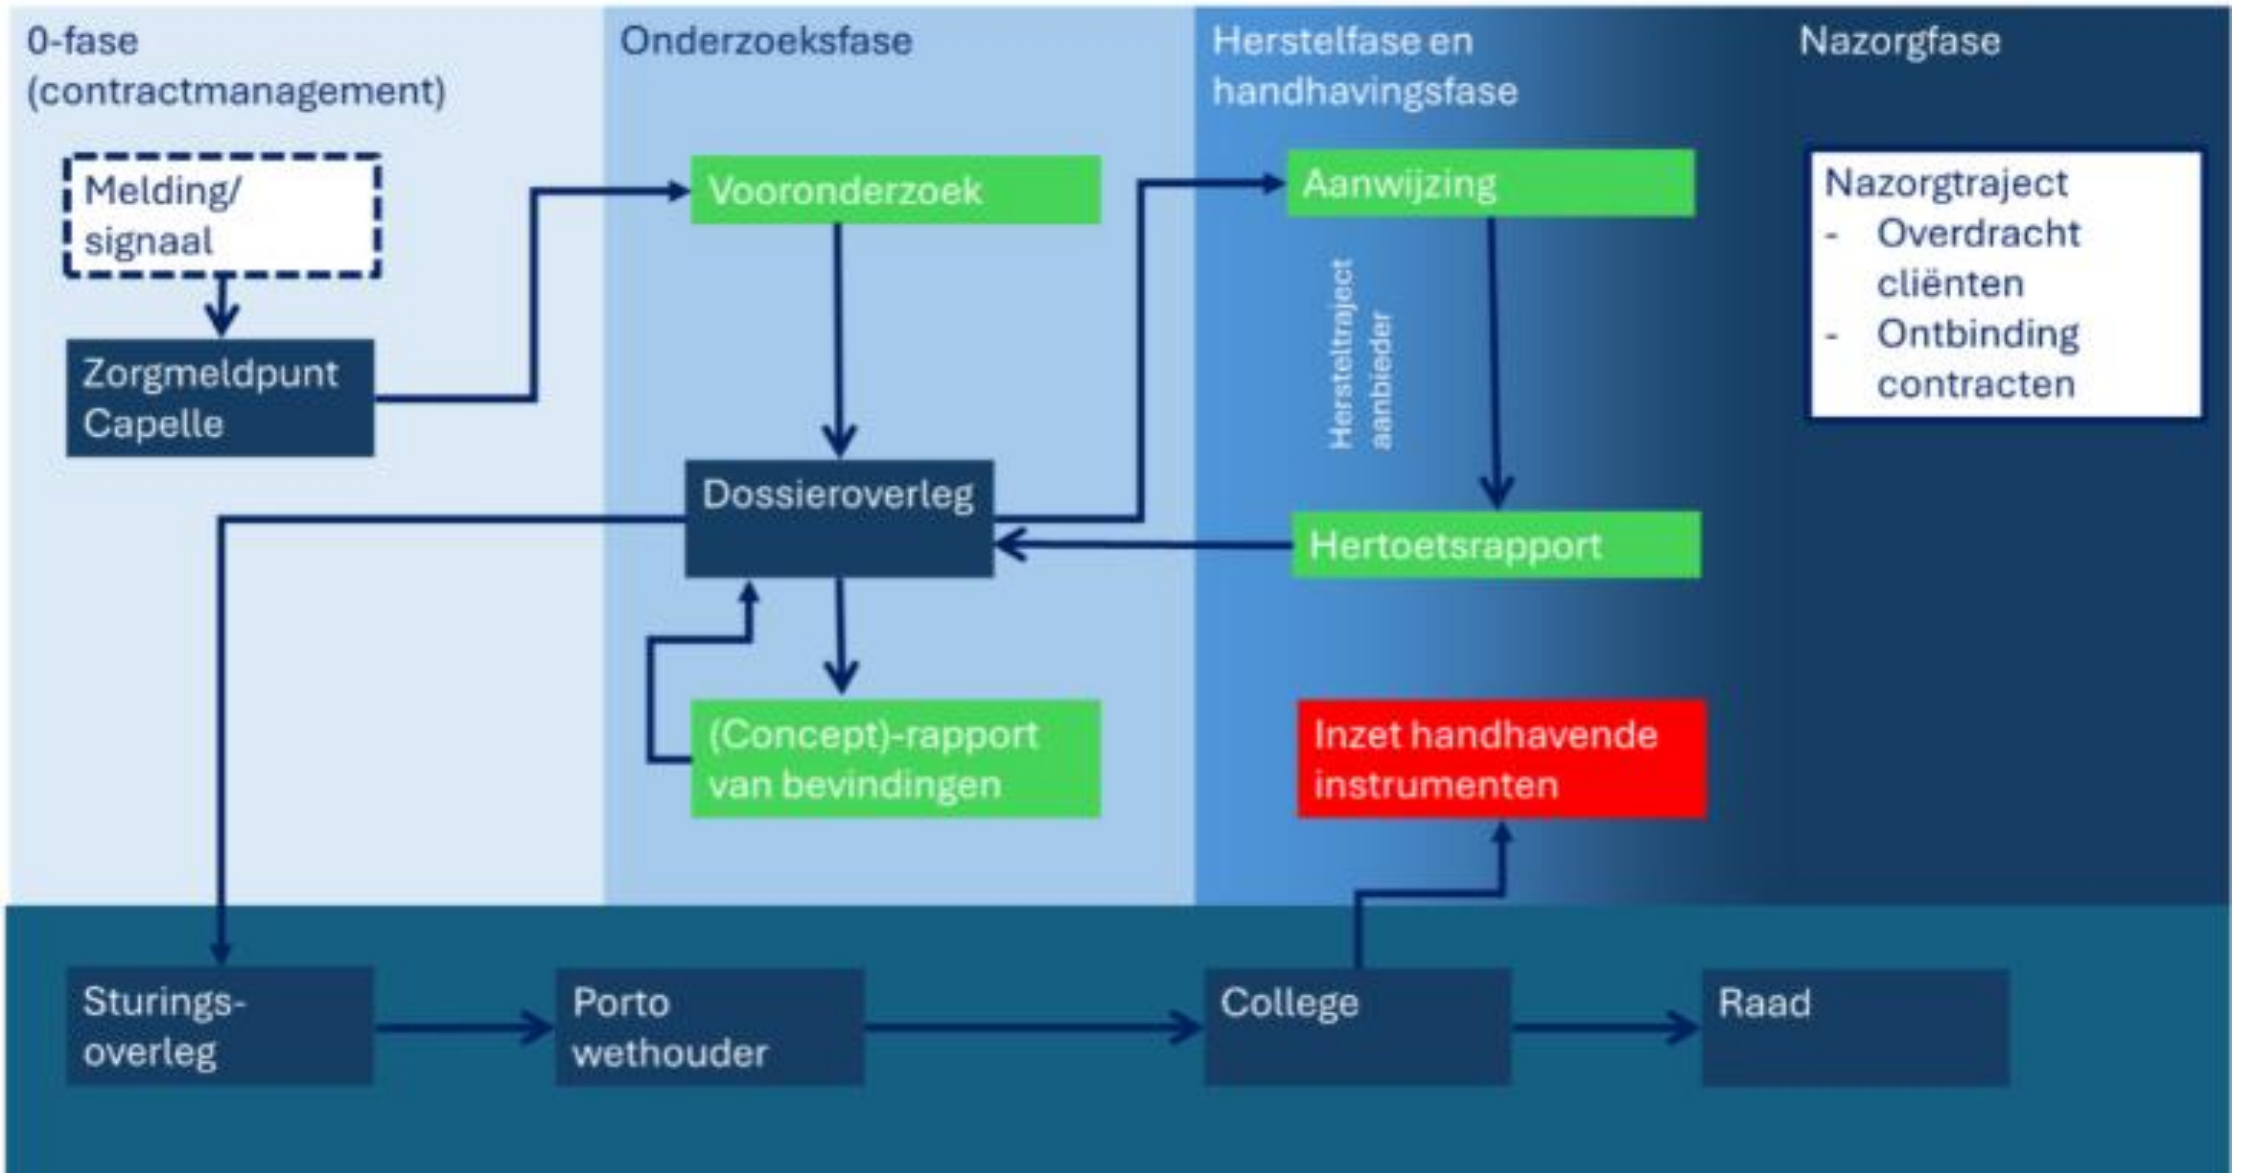 0-fase
(contractmanagement)
Onderzoeksfase
Herstelfase en
handhavingsfase
Nazorgfase
Melding/
signaal
Zorgmeldpunt
Capelle
Vooronderzoek
Dossieroverleg
(Concept)-rapport
van bevindingen
Aanwijzing
Hersteltraject
aanbieder
Hertoetsrapport
Inzet handhavende
instrumenten
Nazorgtraject
- Overdracht
cliënten
- Ontbinding
contracten
Sturings-
overleg
Porto
wethouder
College
Raad